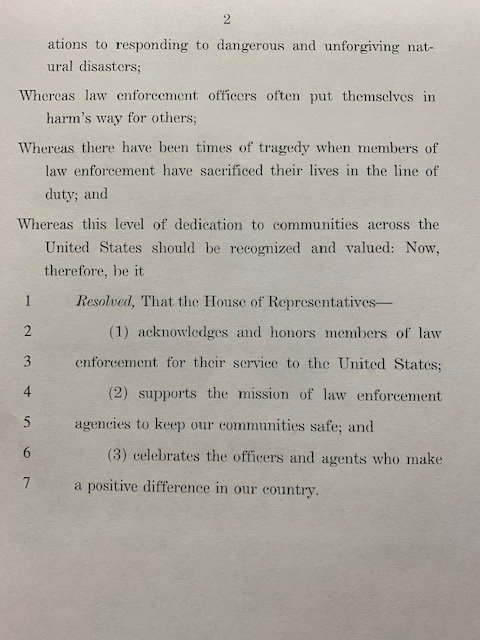 2
ations to responding to dangerous and unforgiving nat-
ural disasters;
Whereas law enforcement officers often put themselves in
harm's way for others;
Whereas there have been times of tragedy when members of
law enforcement have sacrificed their lives in the line of
duty; and
Whereas this level of dedication to communities across the
United States should be recognized and valued: Now,
therefore, be it
1 Resolved, That the House of Representatives—
2 (1) acknowledges and honors members of law
3 enforcement for their service to the United States;
4 (2) supports the mission of law enforcement
5 agencies to keep our communities safe; and
6 (3) celebrates the officers and agents who make
7 a positive difference in our country.